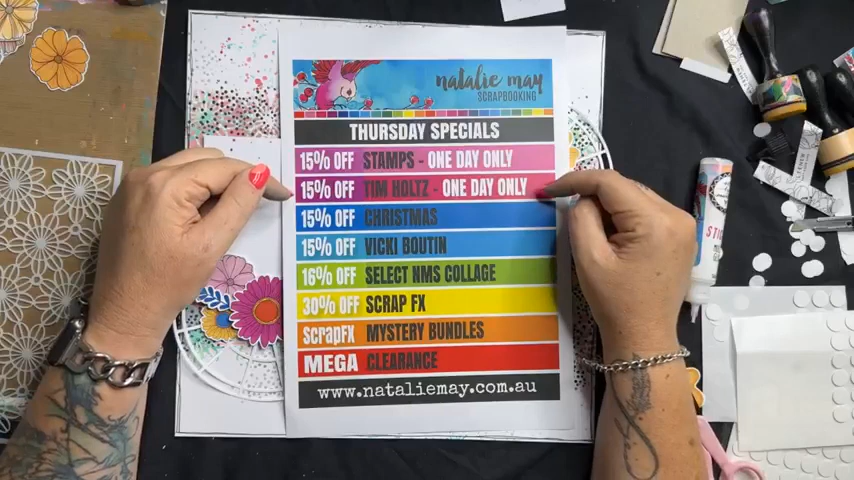 natalie may
SCRAPBOOKING
THURSDAY SPECIALS
15% OFF STAMPS - ONE DAY ONLY
15% OFF TIM HOLTZ - ONE DAY ONLY
15% OFF CHRISTMAS
15% OFF VICKI BOUTIN
16% OFF SELECT NMS COLLAGE
30% OFF SCRAP FX
scrapFX MYSTERY BUNDLES
MEGA CLEARANCE
www.nataliemay.com.au